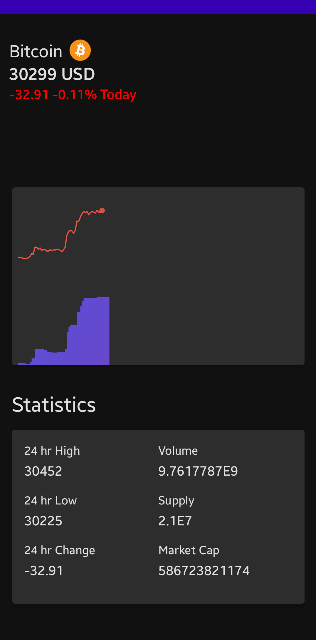 Bitcoin
30299 USD
-32.91 -0.11% Today
Statistics
24 hr High
30452
Volume
9.7617787E9
24 hr Low
30225
Supply
2.1E7
24 hr Change
-32.91
Market Cap
586723821174